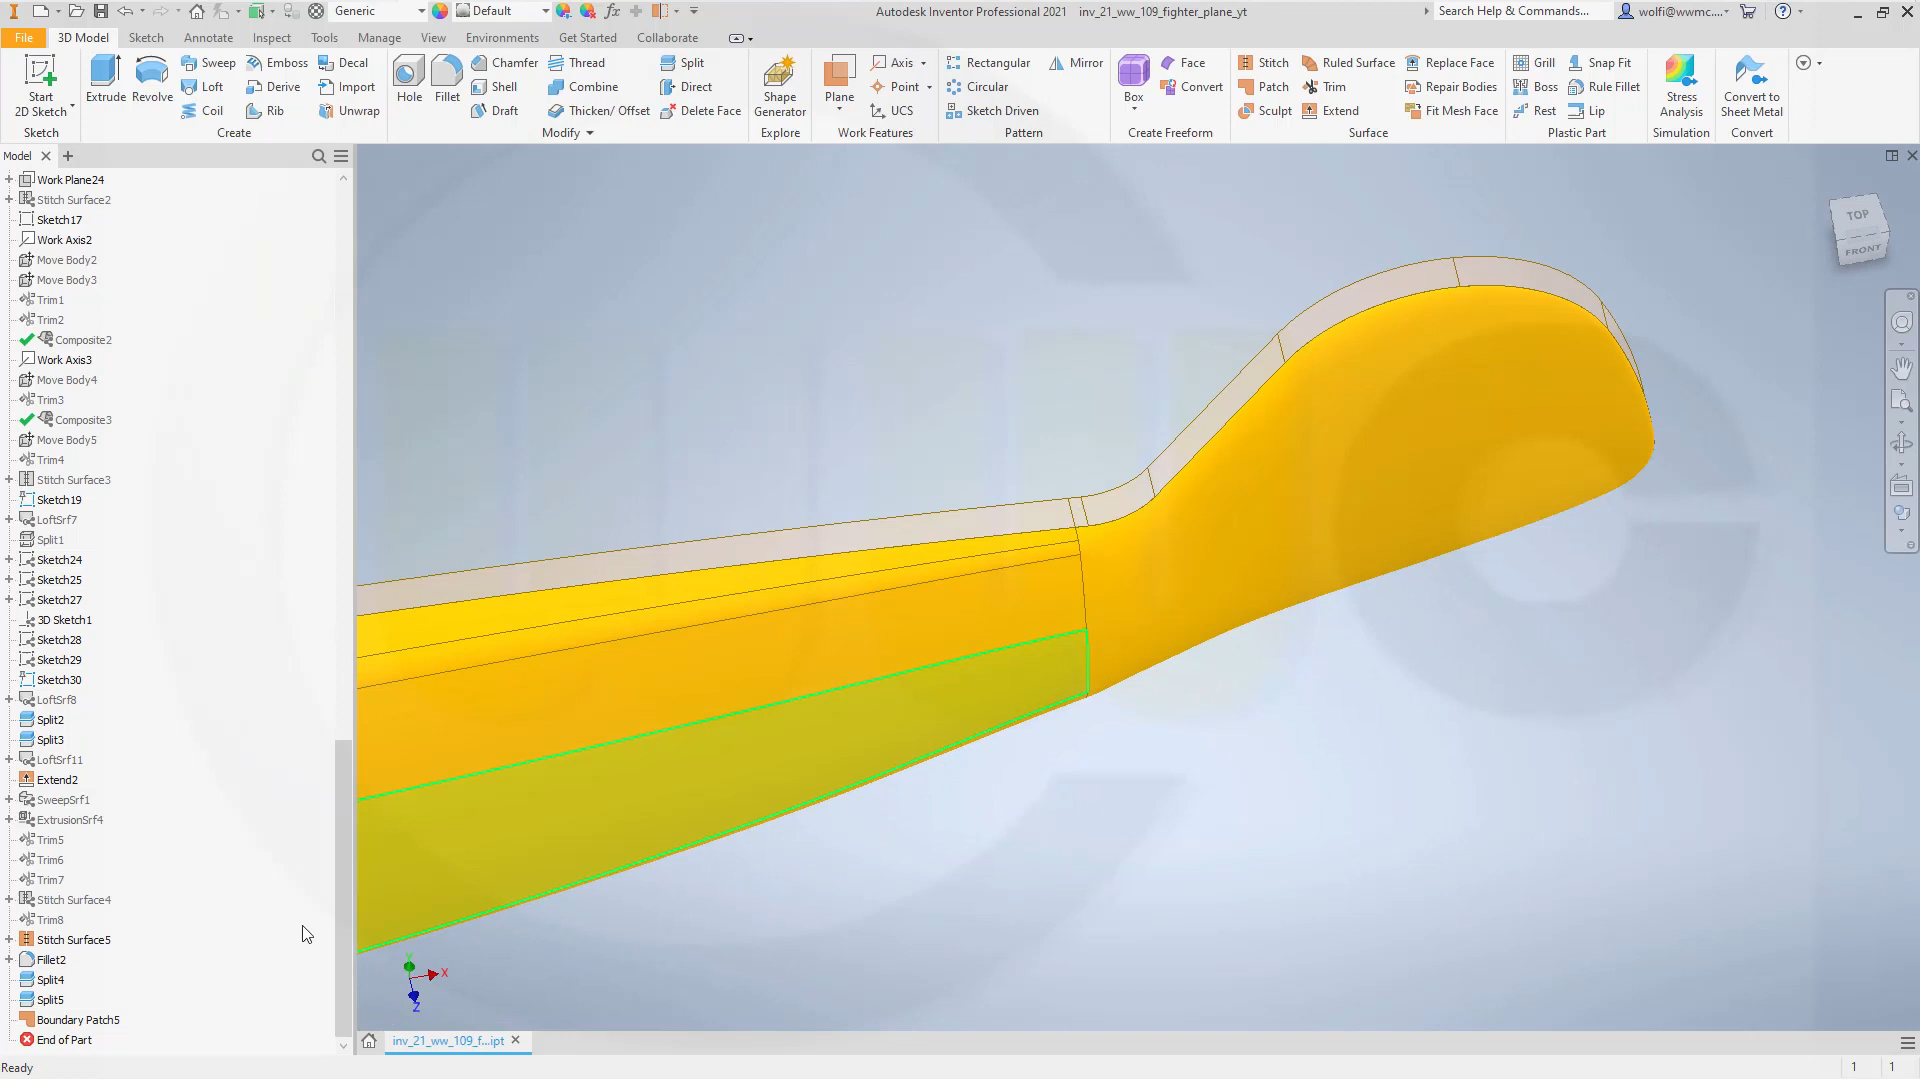 Generic
Default
Autodesk Inventor Professional 2021 inv_21_ww_109_fighter_plane_yt
Search Help & Commands...
wolfi@wwmc....
File 3D Model Sketch Annotate Inspect Tools Manage View Environments Get Started Collaborate
Start 2D Sketch
Sketch
Extrude Revolve
Sweep Emboss Decal
Loft Derive Import
Coil Rib Unwrap
Create
Hole Fillet
Chamfer Thread Split
Shell Combine Direct
Draft Thicken/ Offset Delete Face
Modify
Shape Generator
Explore
Plane
Axis
Point
UCS
Work Features
Rectangular Mirror
Circular
Sketch Driven
Pattern
Box
Face
Convert
Create Freeform
Stitch Ruled Surface Replace Face
Patch Trim Repair Bodies
Sculpt Extend Fit Mesh Face
Surface
Grill Snap Fit
Boss Rule Fillet
Rest Lip
Plastic Part
Stress Analysis
Simulation
Convert to Sheet Metal
Convert
Model
Work Plane24
Stitch Surface2
Sketch17
Work Axis2
Move Body2
Move Body3
Trim1
Trim2
Composite2
Work Axis3
Move Body4
Trim3
Composite3
Move Body5
Trim4
Stitch Surface3
Sketch19
LoftSrf7
Split1
Sketch24
Sketch25
Sketch27
3D Sketch1
Sketch28
Sketch29
Sketch30
LoftSrf8
Split2
Split3
LoftSrf11
Extend2
SweepSrf1
ExtrusionSrf4
Trim5
Trim6
Trim7
Stitch Surface4
Trim8
Stitch Surface5
Fillet2
Split4
Split5
Boundary Patch5
End of Part
TOP
FRONT
Y
X
Z
inv_21_ww_109_f...ipt
Ready
1 1